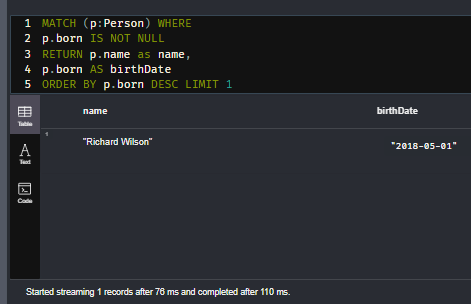 1 MATCH (p:Person) WHERE
2 p.born IS NOT NULL
3 RETURN p.name as name,
4 p.born AS birthDate
5 ORDER BY p.born DESC LIMIT 1
Table
name birthDate
1
"Richard Wilson" "2018-05-01"
A
Text
Code
Started streaming 1 records after 76 ms and completed after 110 ms.